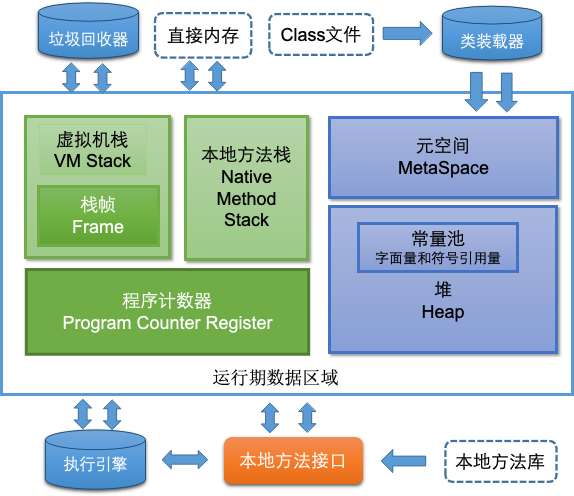 垃圾回收器
直接内存
Class文件
类装载器
虚拟机栈
VM Stack
栈帧
Frame
本地方法栈
Native
Method
Stack
元空间
MetaSpace
常量池
字面量和符号引用量
堆
Heap
程序计数器
Program Counter Register
运行期数据区域
执行引擎
本地方法接口
本地方法库